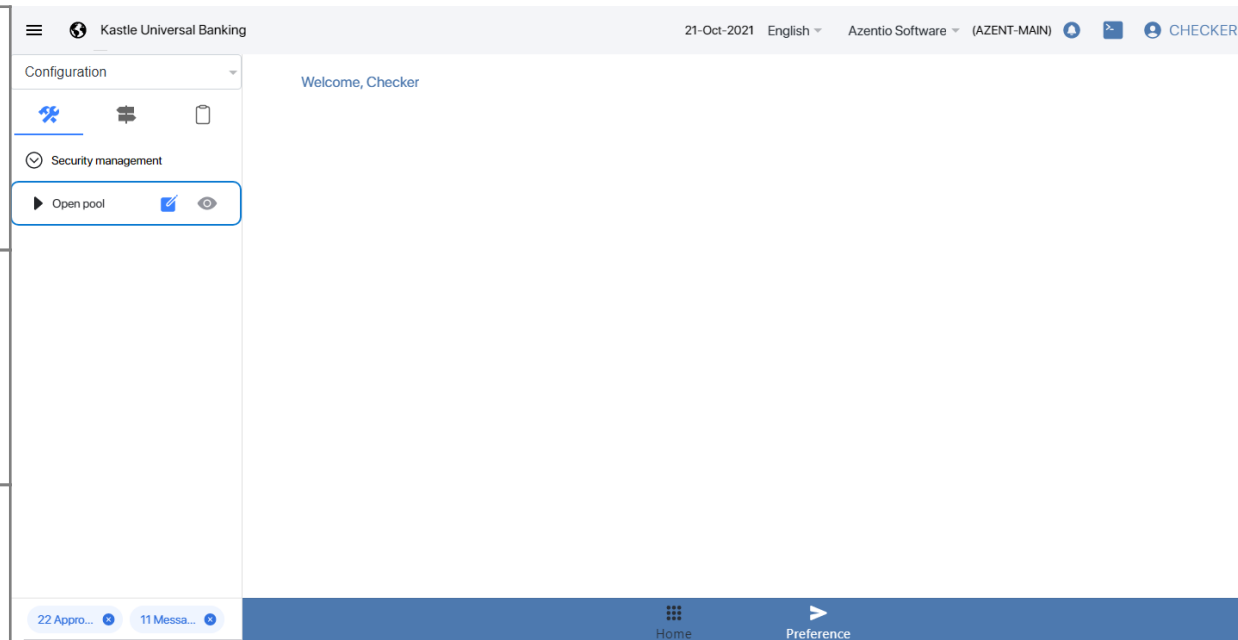 Kastle Universal Banking
21-Oct-2021 English Azentio Software (AZENT-MAIN) CHECKER
Configuration
Welcome, Checker
Security management
Open pool
22 Appro...
11 Messa...
Home
Preference